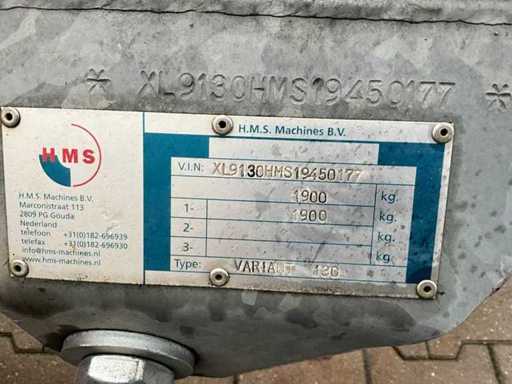 * XL9130HMS19450177 *
HMS
H.M.S. Machines B.V.
Marconistraat 113
2809 PG Gouda
Nederland
telefoon +31(0)182-696939
telefax +31(0)182-696930
info@hms-machines.nl
www.hms-machines.nl
H.M.S. Machines B.V.
V.I.N: XL9130HMS19450177
1900 kg.
1- 1900 kg.
2- kg.
3- kg.
Type: VARIANT 130